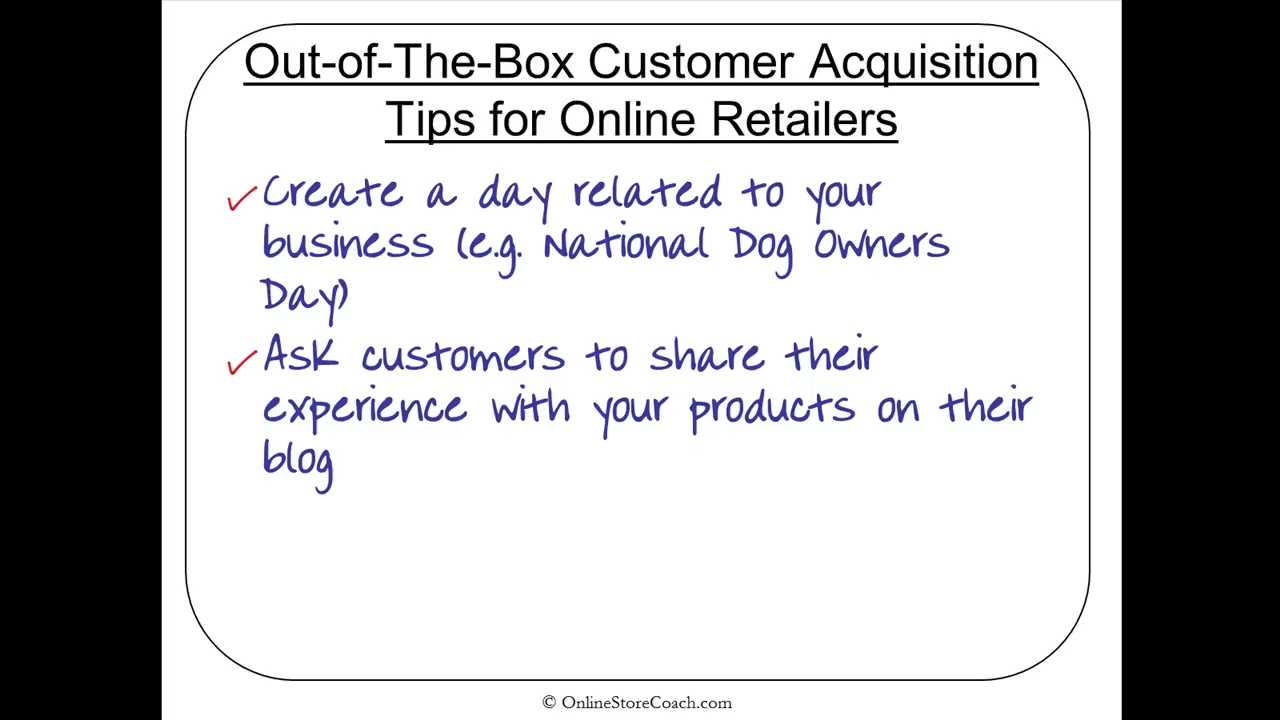 Out-of-The-Box Customer Acquisition
Tips for Online Retailers
Create a day related to your
business (e.g. National Dog Owners
Day)
Ask customers to share their
experience with your products on their
blog
© OnlineStoreCoach.com